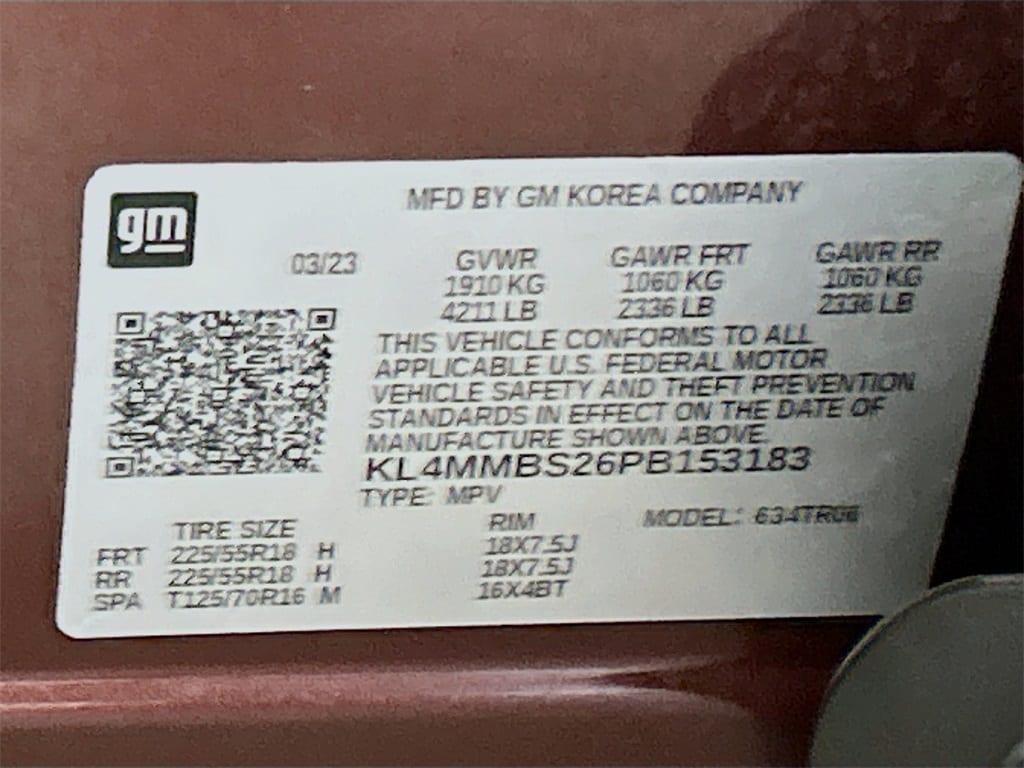 gm
MFD BY GM KOREA COMPANY
03/23 GVWR GAWR FRT GAWR RR
1910 KG 1060 KG 1060 KG
4211 LB 2336 LB 2336 LB
THIS VEHICLE CONFORMS TO ALL
APPLICABLE U.S. FEDERAL MOTOR
VEHICLE SAFETY AND THEFT PREVENTION
STANDARDS IN EFFECT ON THE DATE OF
MANUFACTURE SHOWN ABOVE.
KL4MMBS26PB153183
TYPE: MPV
TIRE SIZE RIM MODEL:
FRT 225/55R18 H 18X7.5J
RR 225/55R18 H 18X7.5J
SPA T125/70R16 M 16X4BT